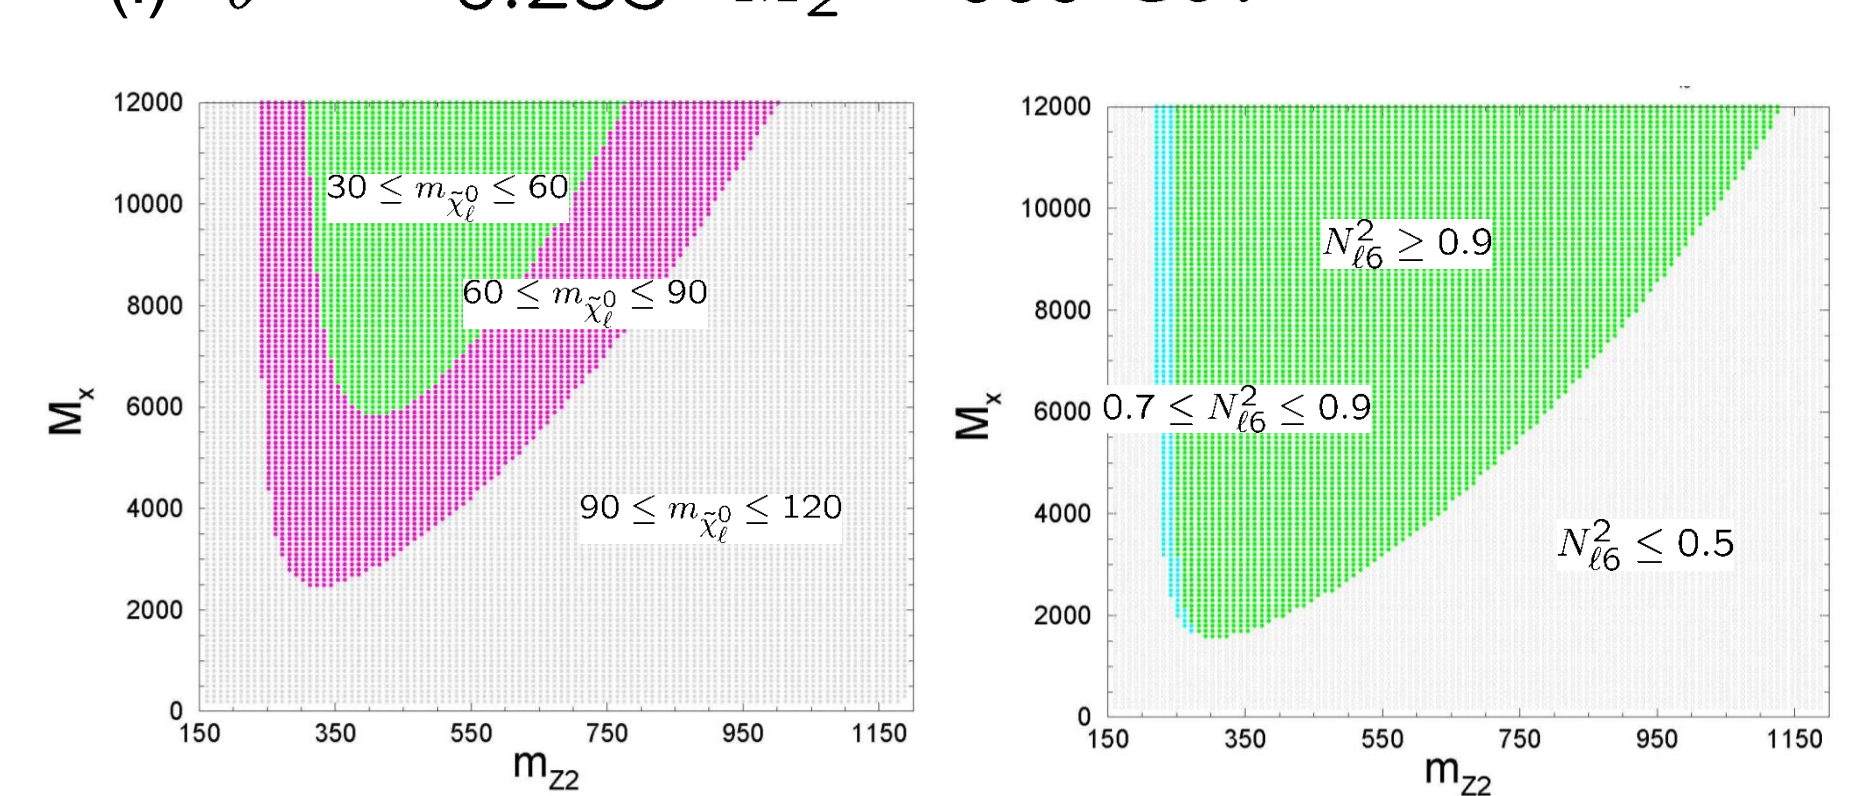 12000
10000
8000
6000
4000
2000
0
150 350 550 750 950 1150
M_x
m_{Z2}
30 ≤ m_{χ̃⁰_ℓ} ≤ 60
60 ≤ m_{χ̃⁰_ℓ} ≤ 90
90 ≤ m_{χ̃⁰_ℓ} ≤ 120
12000
10000
8000
6000
4000
2000
0
150 350 550 750 950 1150
M_x
m_{Z2}
N²_{ℓ6} ≥ 0.9
0.7 ≤ N²_{ℓ6} ≤ 0.9
N²_{ℓ6} ≤ 0.5